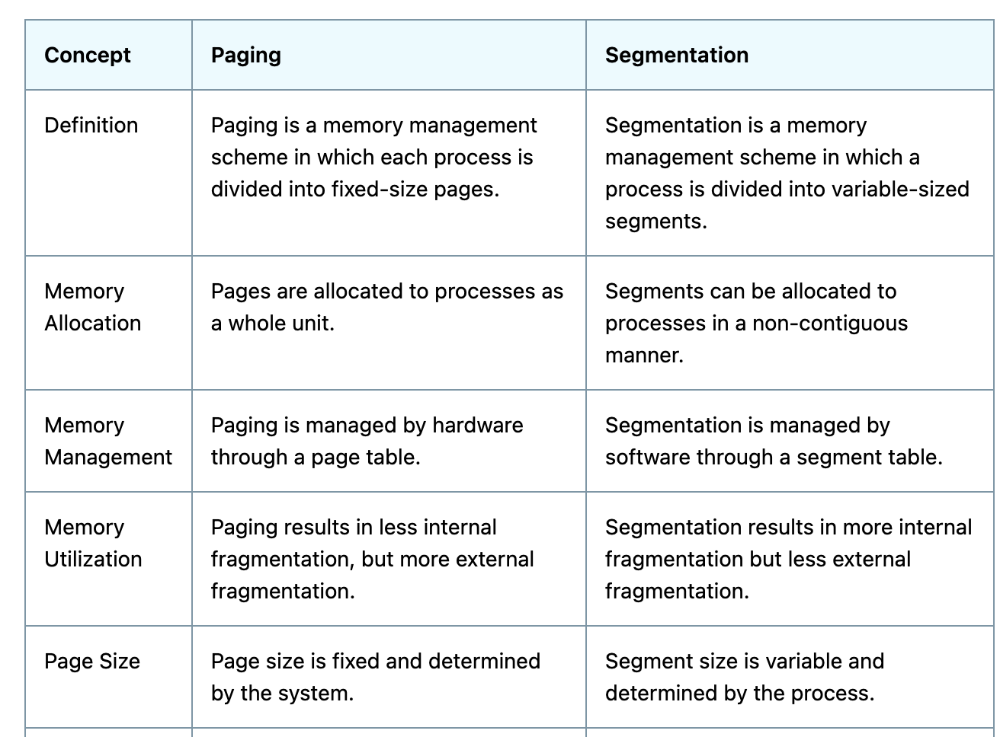 Concept
Paging
Segmentation
Definition
Paging is a memory management
scheme in which each process is
divided into fixed-size pages.
Segmentation is a memory
management scheme in which a
process is divided into variable-sized
segments.
Memory
Allocation
Pages are allocated to processes as
a whole unit.
Segments can be allocated to
processes in a non-contiguous
manner.
Memory
Management
Paging is managed by hardware
through a page table.
Segmentation is managed by
software through a segment table.
Memory
Utilization
Paging results in less internal
fragmentation, but more external
fragmentation.
Segmentation results in more internal
fragmentation but less external
fragmentation.
Page Size
Page size is fixed and determined
by the system.
Segment size is variable and
determined by the process.